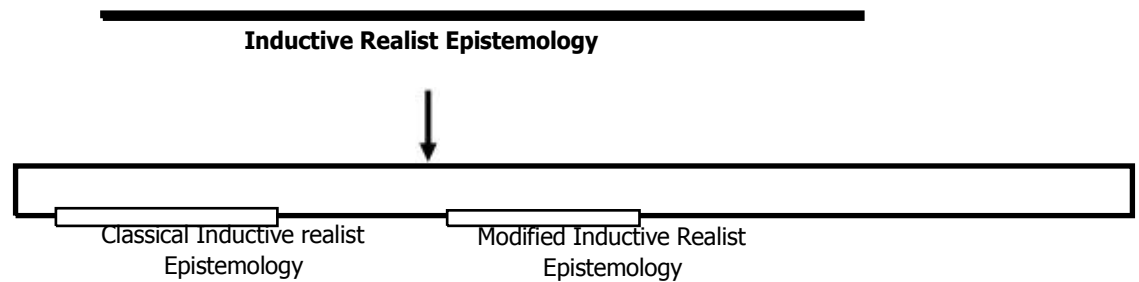 Inductive Realist Epistemology
Classical Inductive realist
Epistemology
Modified Inductive Realist
Epistemology